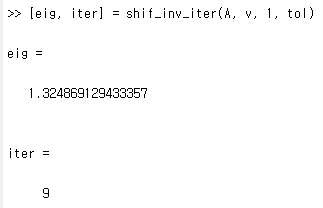 >> [eig, iter] = shif_inv_iter(A, v, 1, tol)
eig =
1.324869129433357
iter =
9